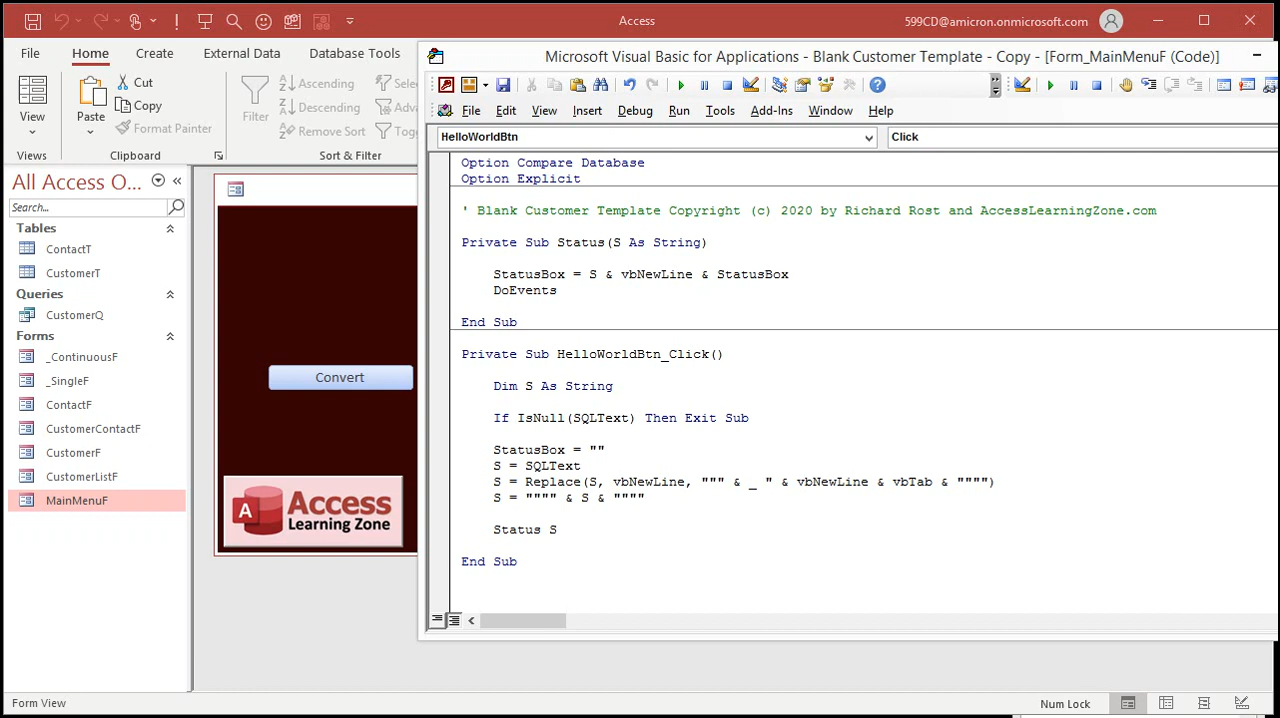 Access
599CD@amicron.onmicrosoft.com
File
Home
Create
External Data
Database Tools
View
Views
Paste
Cut
Copy
Format Painter
Clipboard
Filter
Ascending
Descending
Remove Sort
Selec
Adva
Togg
Sort & Filter
All Access O...
Search...
Tables
ContactT
CustomerT
Queries
CustomerQ
Forms
_ContinuousF
_SingleF
ContactF
CustomerContactF
CustomerF
CustomerListF
MainMenuF
Convert
A
Access
Learning Zone
Microsoft Visual Basic for Applications - Blank Customer Template - Copy - [Form_MainMenuF (Code)]
File Edit View Insert Debug Run Tools Add-Ins Window Help
HelloWorldBtn
Click
Option Compare Database
Option Explicit
' Blank Customer Template Copyright (c) 2020 by Richard Rost and AccessLearningZone.com
Private Sub Status(S As String)
StatusBox = S & vbNewLine & StatusBox
DoEvents
End Sub
Private Sub HelloWorldBtn_Click()
Dim S As String
If IsNull(SQLText) Then Exit Sub
StatusBox = ""
S = SQLText
S = Replace(S, vbNewLine, """ & _ " & vbNewLine & vbTab & """")
S = """" & S & """"
Status S
End Sub
Form View
Num Lock